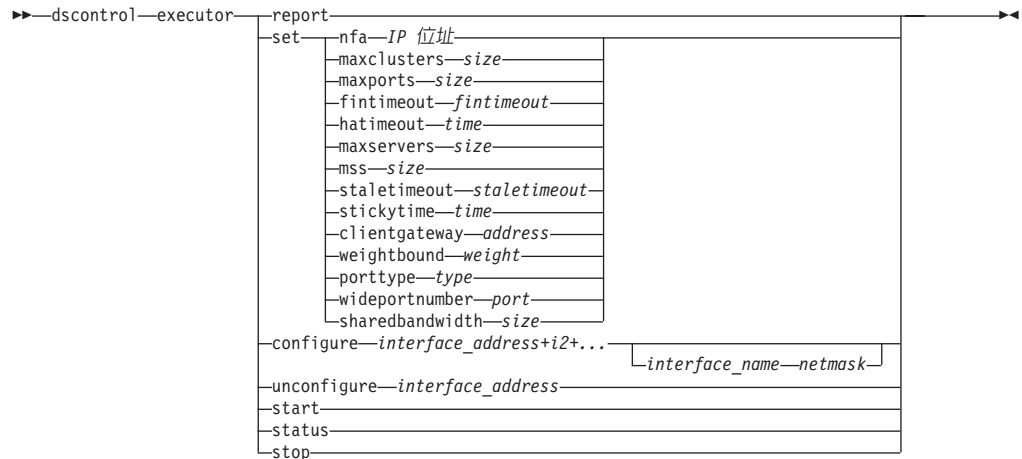 dscontrol executor report
set nfa IP 位址
maxclusters size
maxports size
fintimeout fintimeout
hatimeout time
maxservers size
mss size
staletimeout staletimeout
stickytime time
clientgateway address
weightbound weight
porttype type
wideportnumber port
sharedbandwidth size
configure interface_address+i2+...
interface_name netmask
unconfigure interface_address
start
status
stop